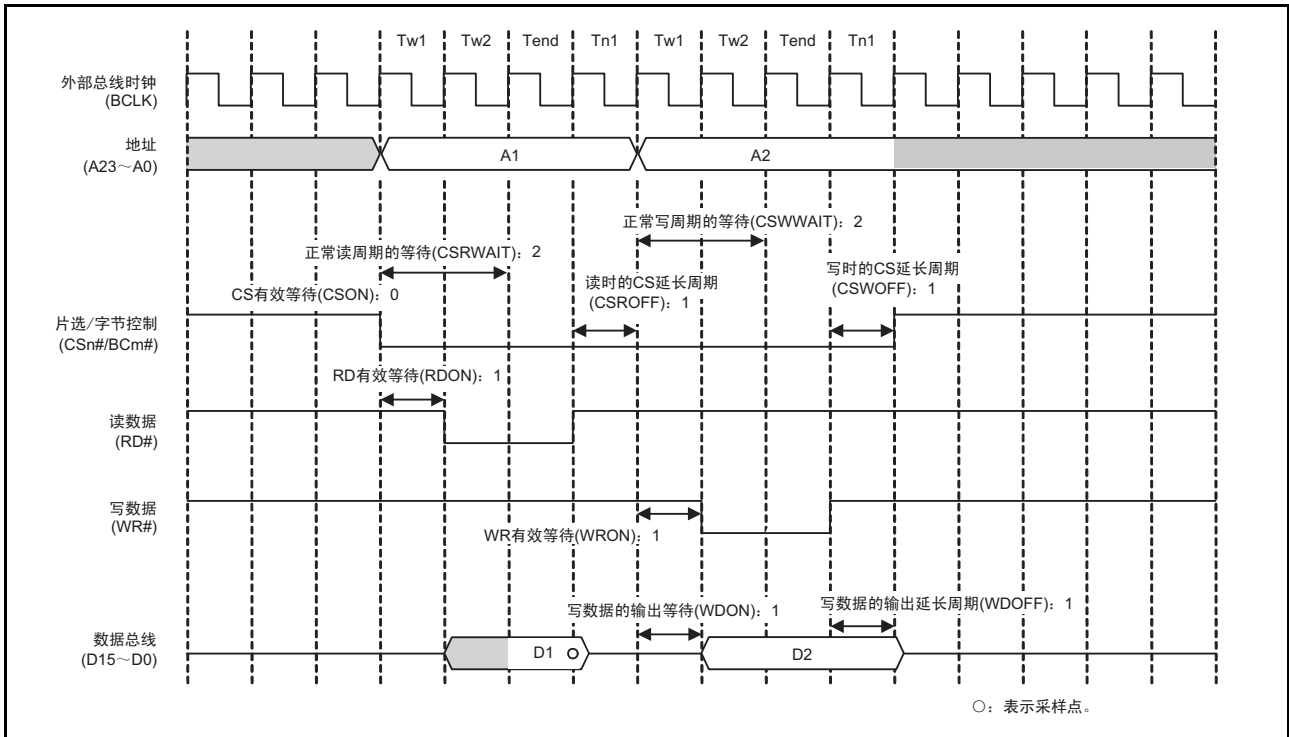 Tw1 Tw2 Tend Tn1 Tw1 Tw2 Tend Tn1
外部总线时钟
(BCLK)
地址
(A23～A0)
A1
A2
正常写周期的等待(CSWWAIT)：2
正常读周期的等待(CSRWAIT)：2
读时的CS延长周期
(CSROFF)：1
写时的CS延长周期
(CSWOFF)：1
CS有效等待(CSON)：0
片选/字节控制
(CSn#/BCm#)
RD有效等待(RDON)：1
读数据
(RD#)
写数据
(WR#)
WR有效等待(WRON)：1
写数据的输出等待(WDON)：1
写数据的输出延长周期(WDOFF)：1
数据总线
(D15～D0)
D1
D2
○：表示采样点。